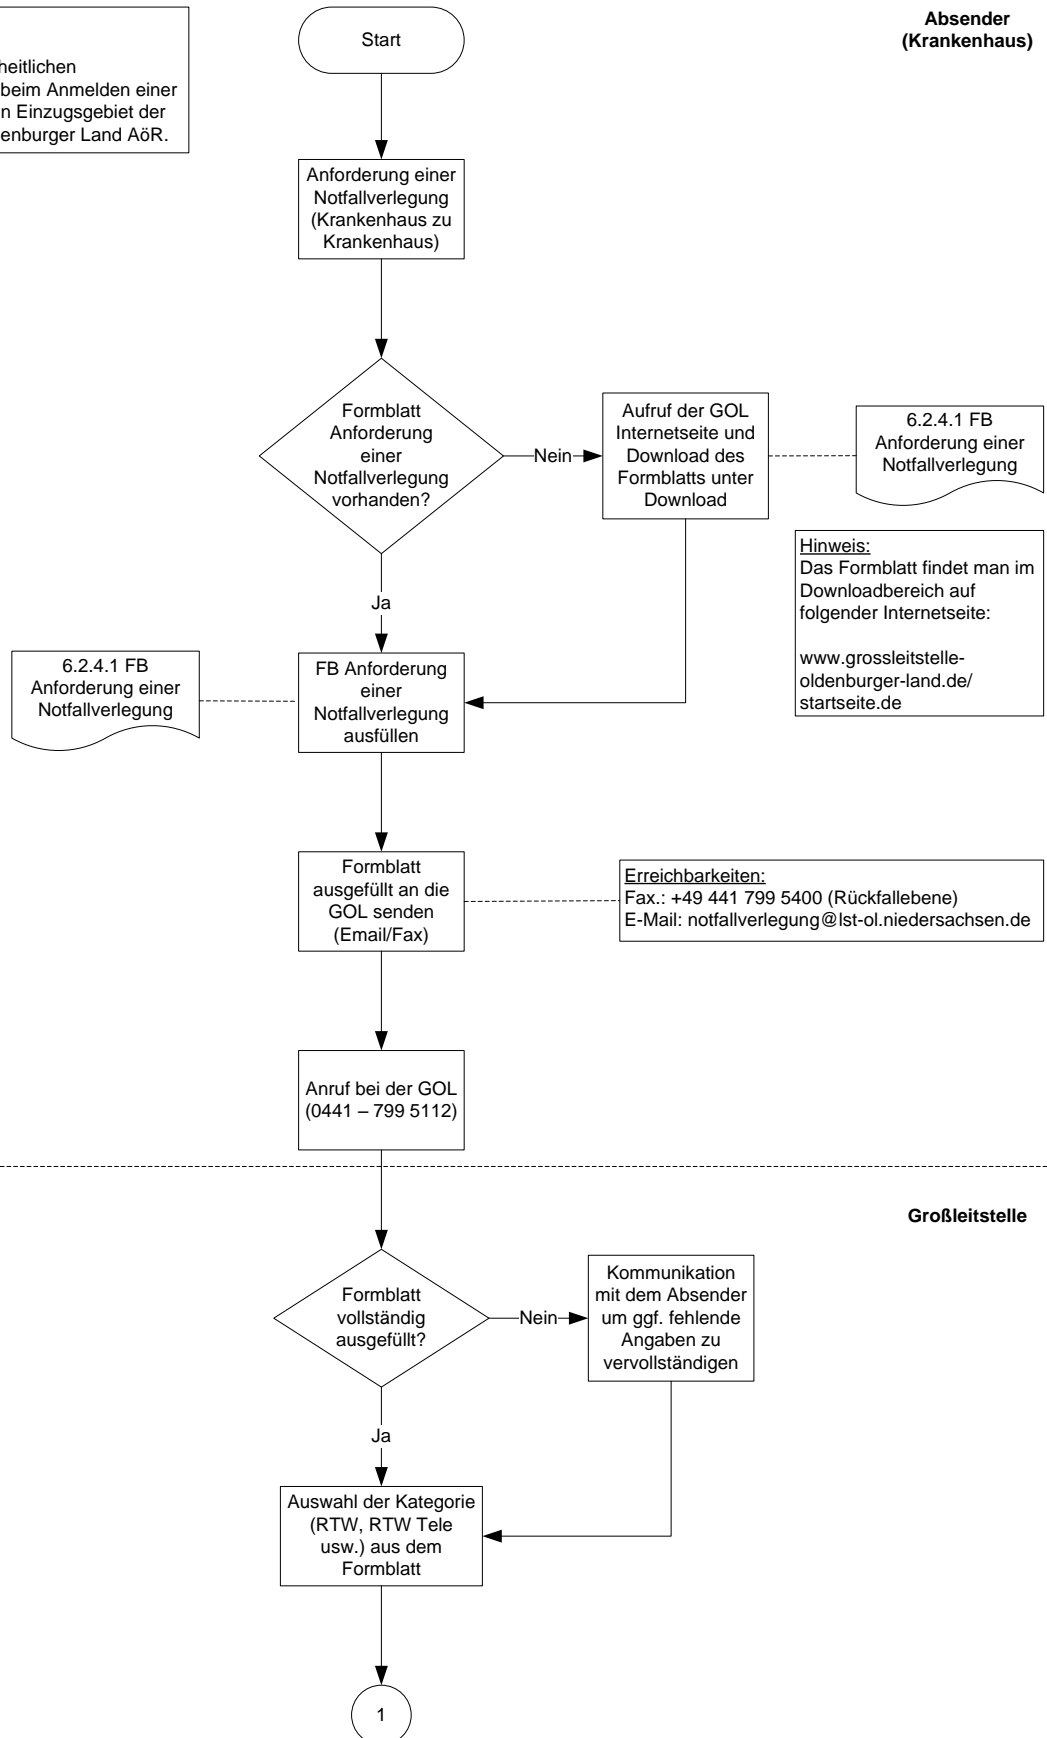 heitlichen
beim Anmelden einer
n Einzugsgebiet der
enburger Land AöR.
Start
Absender
(Krankenhaus)
Anforderung einer
Notfallverlegung
(Krankenhaus zu
Krankenhaus)
Formblatt
Anforderung
einer
Notfallverlegung
vorhanden?
Nein
Aufruf der GOL
Internetseite und
Download des
Formblatts unter
Download
6.2.4.1 FB
Anforderung einer
Notfallverlegung
Hinweis:
Das Formblatt findet man im
Downloadbereich auf
folgender Internetseite:
www.grossleitstelle-
oldenburger-land.de/
startseite.de
Ja
6.2.4.1 FB
Anforderung einer
Notfallverlegung
FB Anforderung
einer
Notfallverlegung
ausfüllen
Formblatt
ausgefüllt an die
GOL senden
(Email/Fax)
Erreichbarkeiten:
Fax.: +49 441 799 5400 (Rückfallebene)
E-Mail: notfallverlegung@lst-ol.niedersachsen.de
Anruf bei der GOL
(0441 – 799 5112)
Großleitstelle
Formblatt
vollständig
ausgefüllt?
Nein
Kommunikation
mit dem Absender
um ggf. fehlende
Angaben zu
vervollständigen
Ja
Auswahl der Kategorie
(RTW, RTW Tele
usw.) aus dem
Formblatt
1